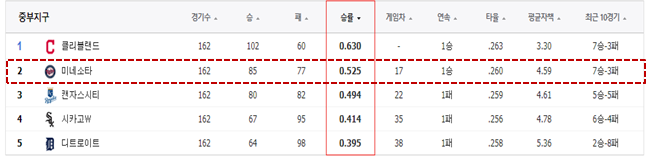 중부지구 경기수 승 패 승률 게임차 연속 타율 평균자책 최근 10경기
1 클리블랜드 162 102 60 0.630 - 1승 .263 3.30 7승-3패
2 미네소타 162 85 77 0.525 17 1승 .260 4.59 7승-3패
3 캔자스시티 162 80 82 0.494 22 1패 .259 4.61 5승-5패
4 시카고W 162 67 95 0.414 35 1패 .256 4.78 6승-4패
5 디트로이트 162 64 98 0.395 38 1패 .258 5.36 2승-8패